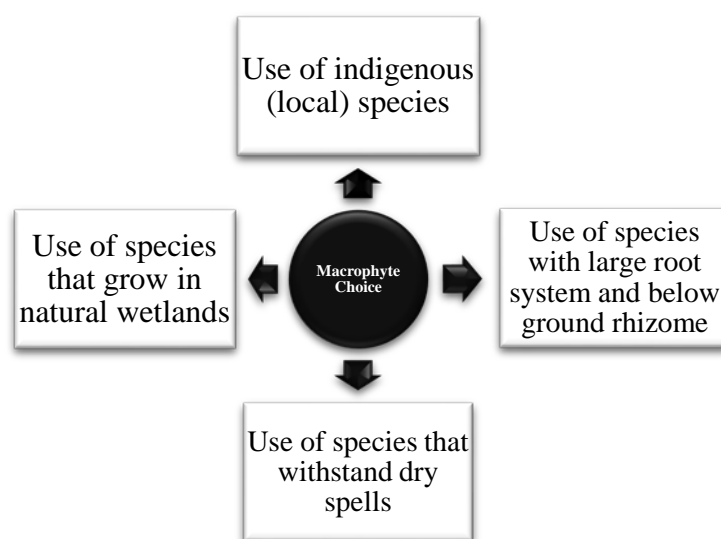 Use of indigenous
(local) species
Use of species
that grow in
natural wetlands
Macrophyte
Choice
Use of species
with large root
system and below
ground rhizome
Use of species that
withstand dry
spells